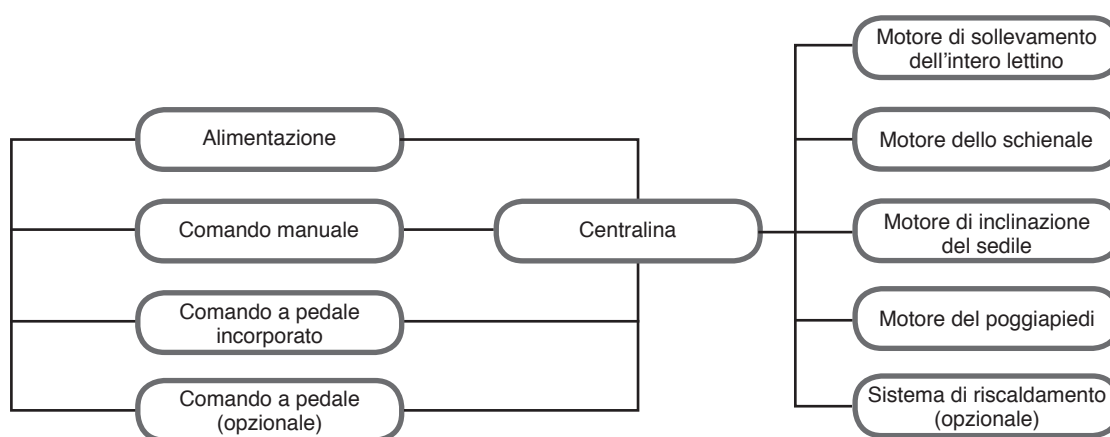 Alimentazione
Comando manuale
Comando a pedale
incorporato
Comando a pedale
(opzionale)
Centralina
Motore di sollevamento
dell'intero lettino
Motore dello schienale
Motore di inclinazione
del sedile
Motore del poggiapiedi
Sistema di riscaldamento
(opzionale)